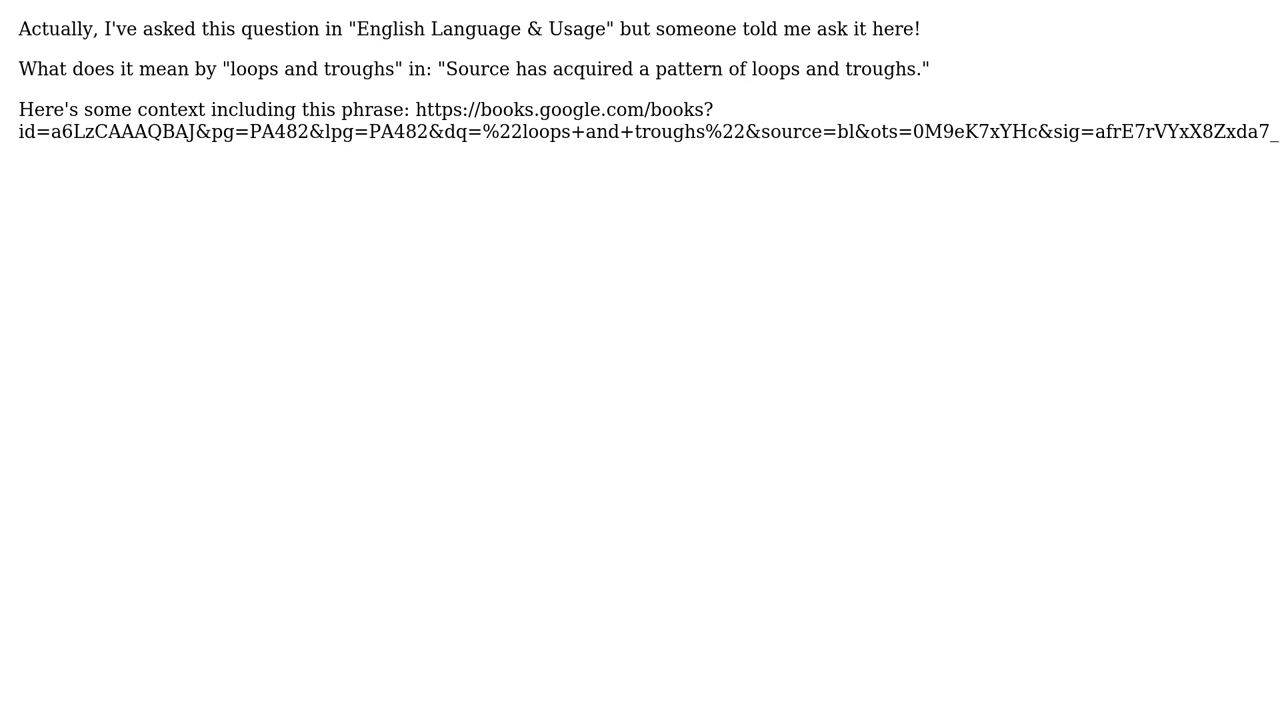 Actually, I've asked this question in "English Language & Usage" but someone told me ask it here!
What does it mean by "loops and troughs" in: "Source has acquired a pattern of loops and troughs."
Here's some context including this phrase: https://books.google.com/books?
id=a6LzCAAAQBAJ&pg=PA482&lpg=PA482&dq=%22loops+and+troughs%22&source=bl&ots=0M9eK7xYHc&sig=afrE7rVYxX8Zxda7_